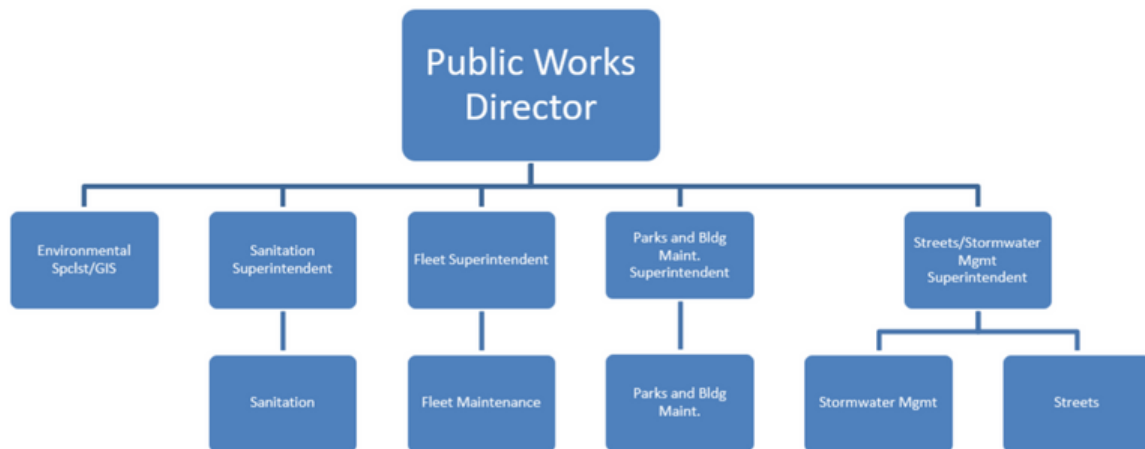 Public Works
Director
Environmental
Spclst/GIS
Sanitation
Superintendent
Fleet Superintendent
Parks and Bldg
Maint.
Superintendent
Streets/Stormwater
Mgmt
Superintendent
Sanitation
Fleet Maintenance
Parks and Bldg
Maint.
Stormwater Mgmt
Streets